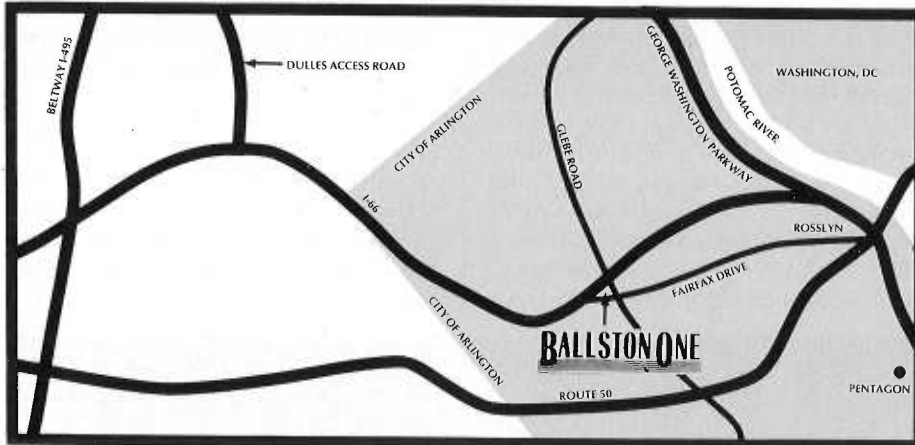 BELTWAY I-495
DULLES ACCESS ROAD
CITY OF ARLINGTON
GLEBE ROAD
GEORGE WASHINGTON PARKWAY
POTOMAC RIVER
WASHINGTON, DC
I-66
ROSSLYN
FAIRFAX DRIVE
CITY OF ARLINGTON
BALLSTON ONE
ROUTE 50
PENTAGON